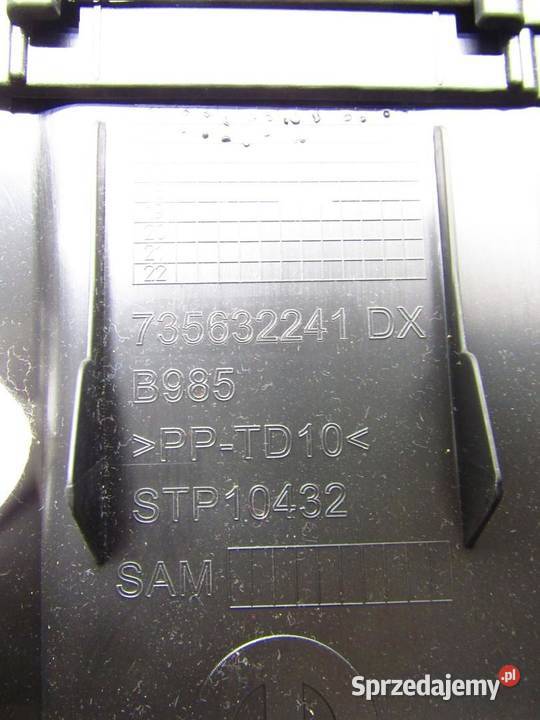 20
21
22
735632241 DX
B985
>PP-TD10<
STP10432
SAM
Sprzedajemy.pl